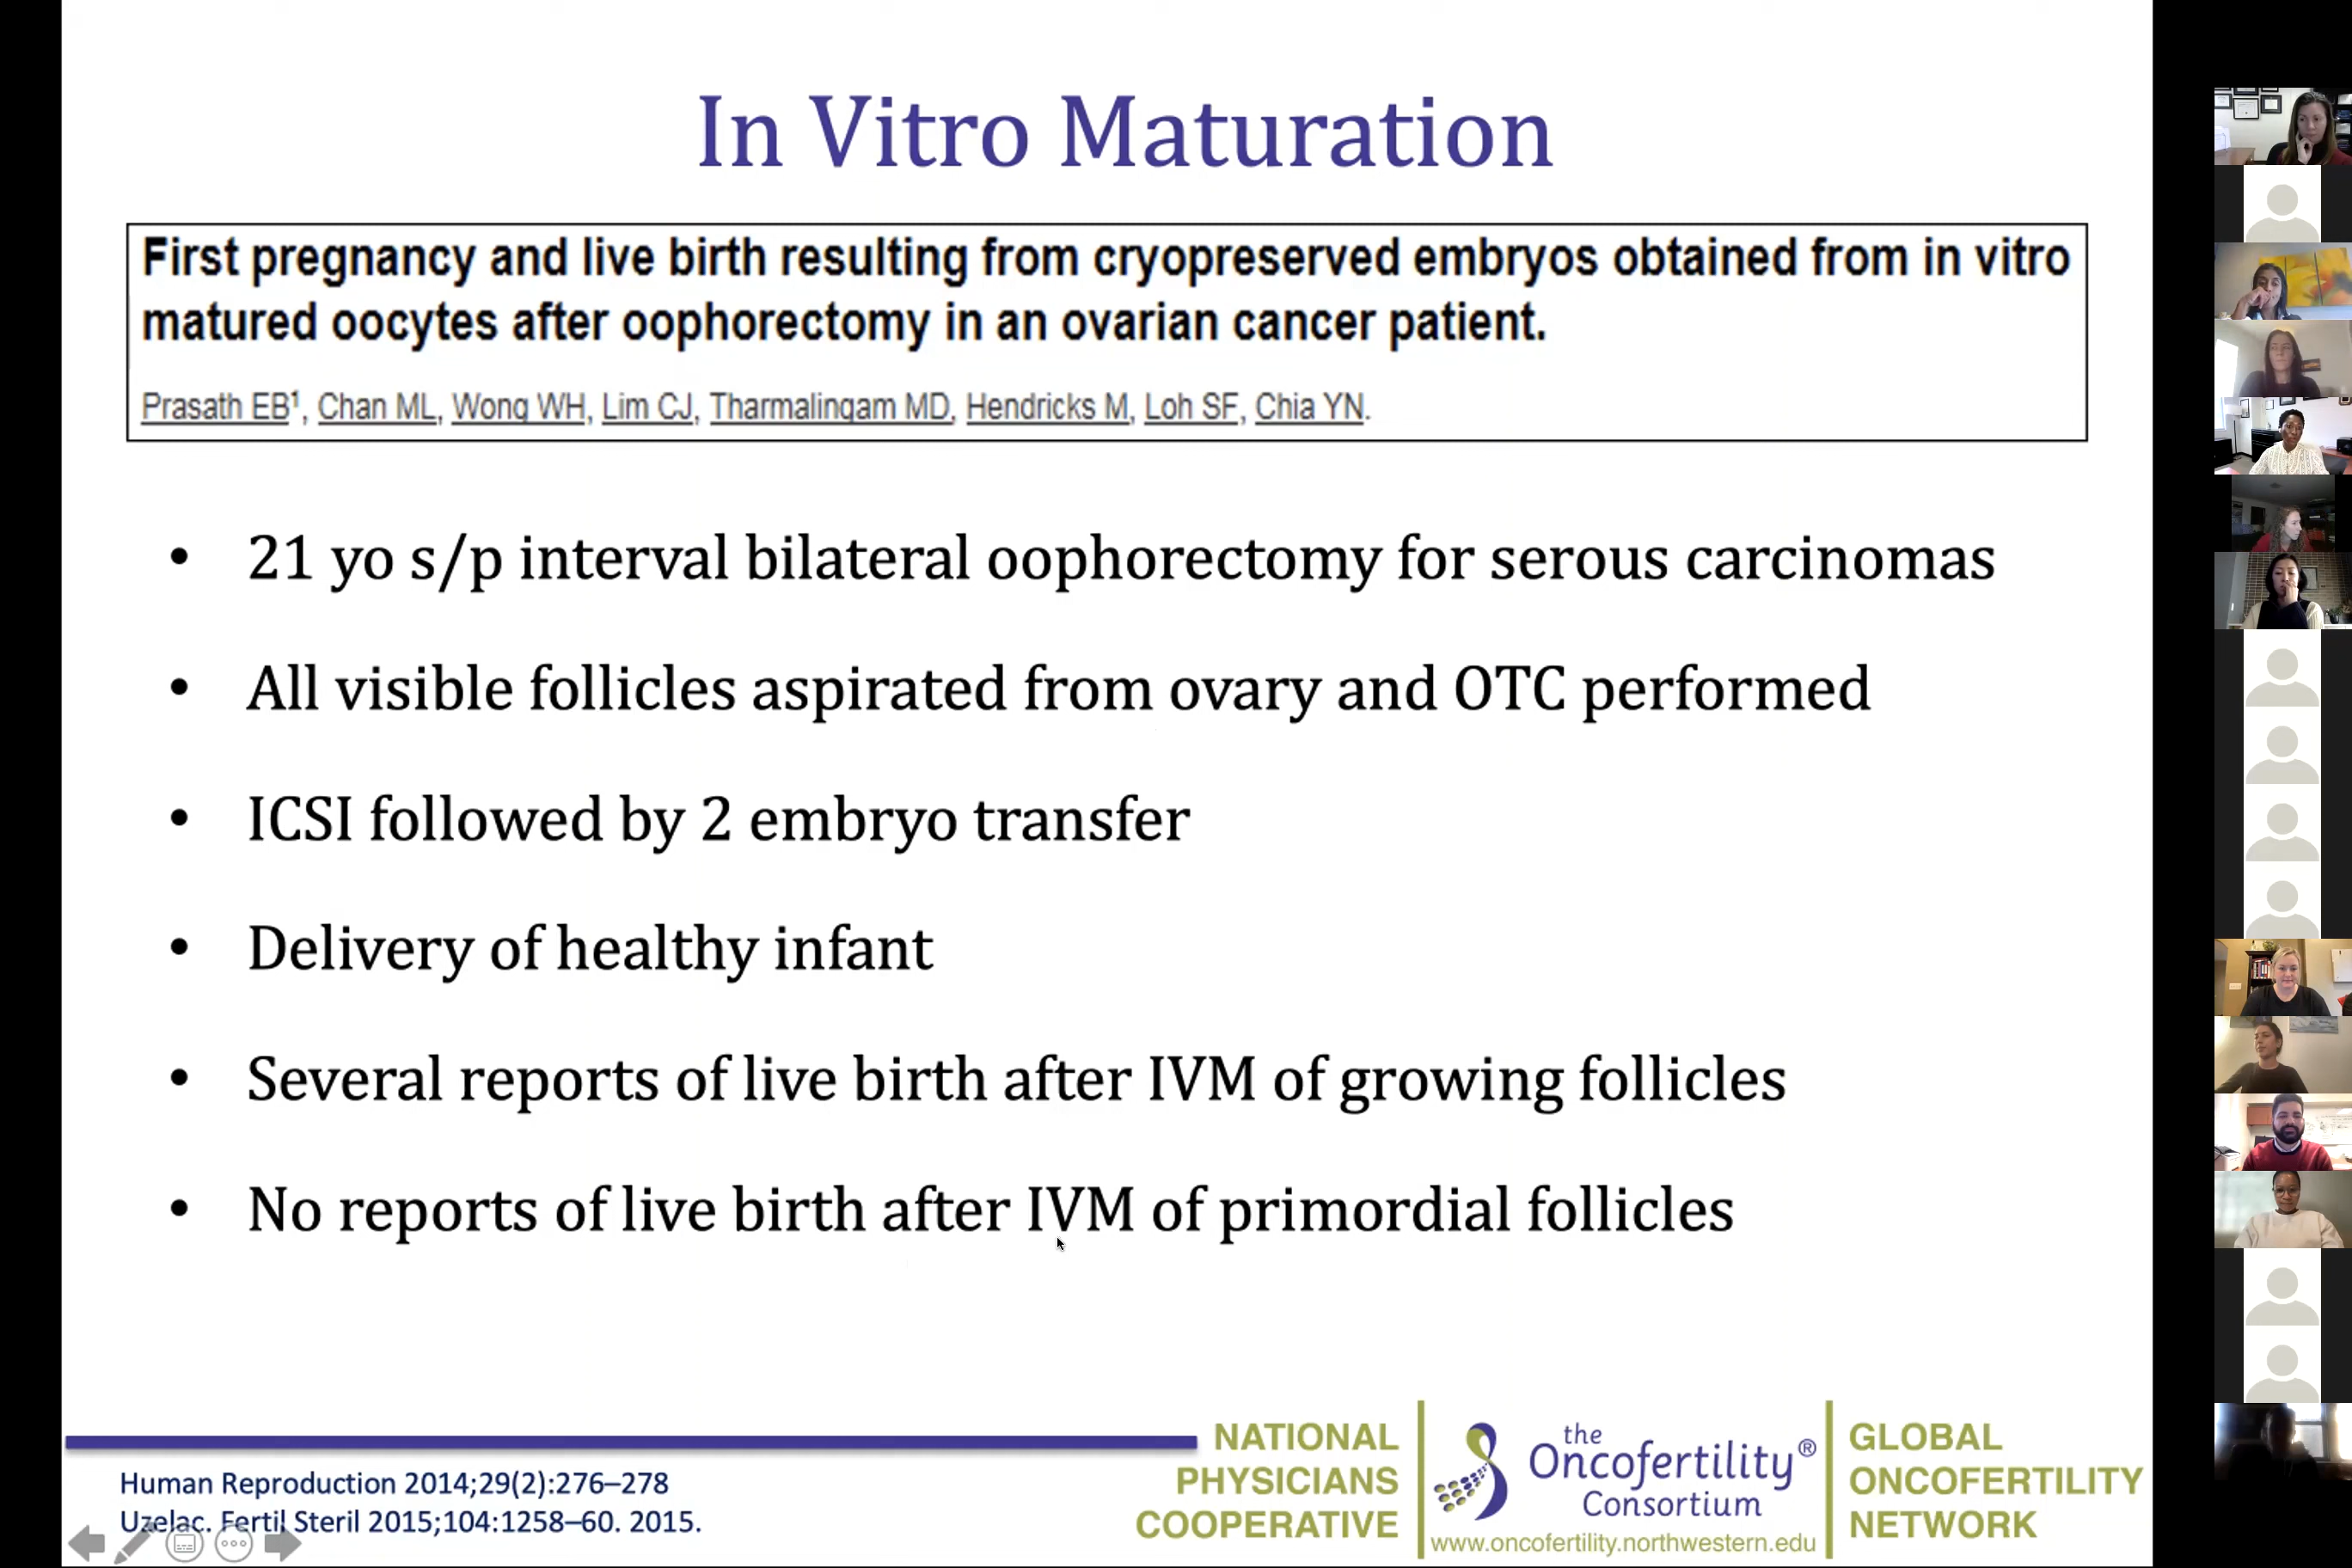 In Vitro Maturation
First pregnancy and live birth resulting from cryopreserved embryos obtained from in vitro
matured oocytes after oophorectomy in an ovarian cancer patient.
Prasath EB¹, Chan ML, Wong WH, Lim CJ, Tharmalingam MD, Hendricks M, Loh SF, Chia YN.
• 21 yo s/p interval bilateral oophorectomy for serous carcinomas
• All visible follicles aspirated from ovary and OTC performed
• ICSI followed by 2 embryo transfer
• Delivery of healthy infant
• Several reports of live birth after IVM of growing follicles
• No reports of live birth after IVM of primordial follicles
Human Reproduction 2014;29(2):276–278
Uzelac. Fertil Steril 2015;104:1258–60. 2015.
NATIONAL
PHYSICIANS
COOPERATIVE
the
Oncofertility®
Consortium
www.oncofertility.northwestern.edu
GLOBAL
ONCOFERTILITY
NETWORK